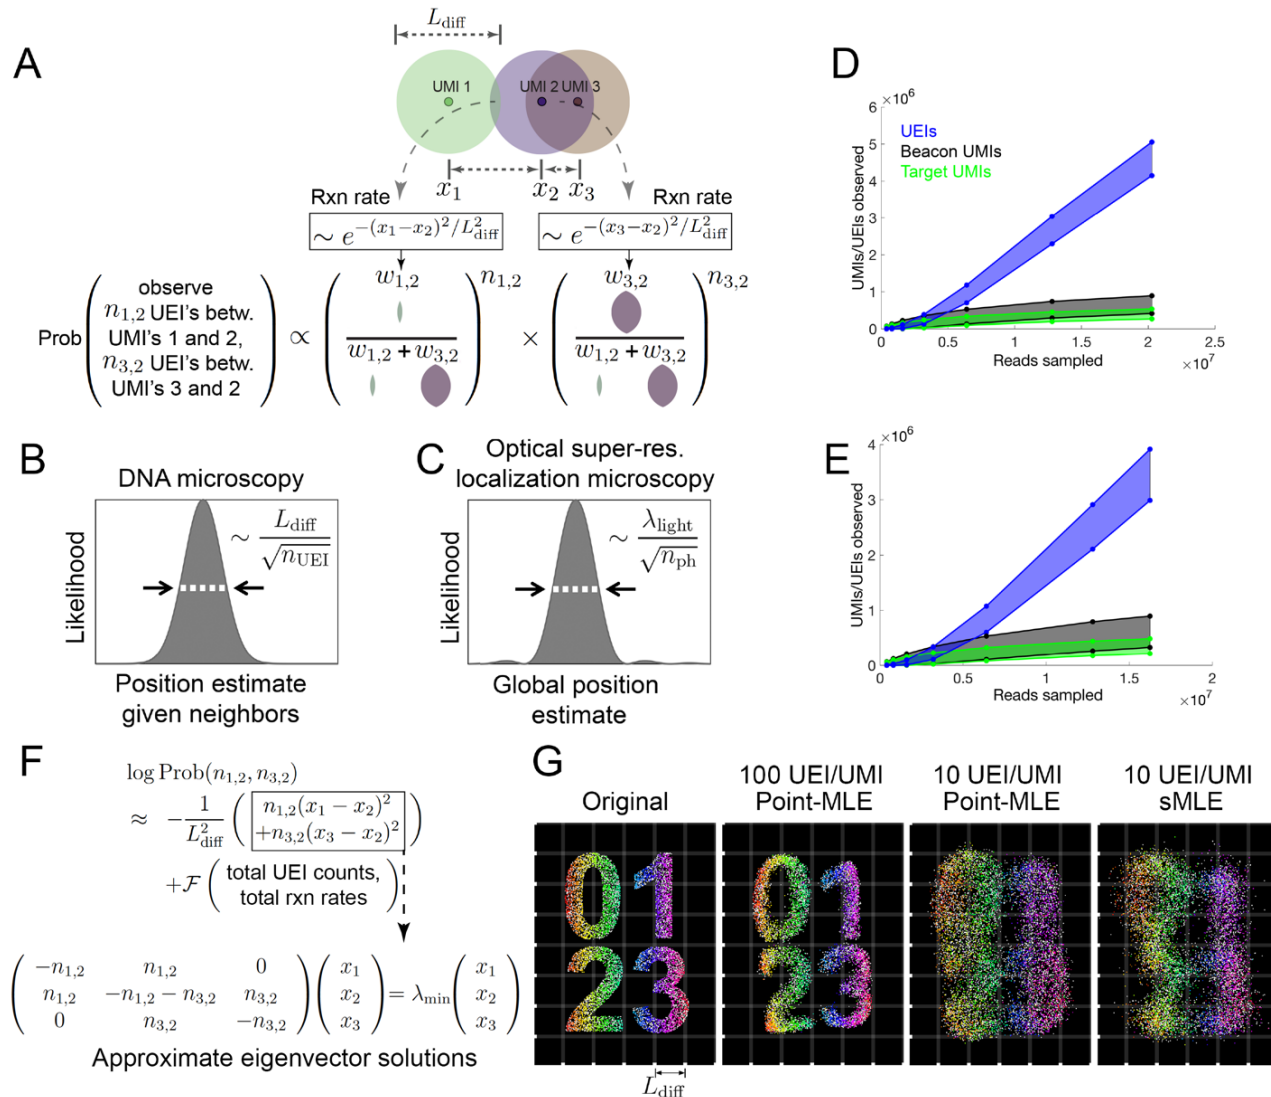 A
L_diff
UMI 1
UMI 2
UMI 3
x_1
x_2
x_3
Rxn rate
Rxn rate
∼ e^{-(x_1-x_2)^2/L_diff^2}
∼ e^{-(x_3-x_2)^2/L_diff^2}
Prob
observe
n_{1,2} UEI's betw.
UMI's 1 and 2,
n_{3,2} UEI's betw.
UMI's 3 and 2
∝
w_{1,2}
w_{1,2} + w_{3,2}
n_{1,2}
×
w_{3,2}
w_{1,2} + w_{3,2}
n_{3,2}
B
DNA microscopy
Likelihood
∼ L_diff / √n_UEI
Position estimate
given neighbors
C
Optical super-res.
localization microscopy
Likelihood
∼ λ_light / √n_ph
Global position
estimate
D
×10^6
6
5
4
3
2
1
0
UMIs/UEIs observed
UEIs
Beacon UMIs
Target UMIs
0 0.5 1 1.5 2 2.5
Reads sampled
×10^7
E
×10^6
4
3
2
1
0
UMIs/UEIs observed
0 0.5 1 1.5 2
Reads sampled
×10^7
F
log Prob(n_{1,2}, n_{3,2})
≈ -1/L_diff^2 ( n_{1,2}(x_1 - x_2)^2
+n_{3,2}(x_3 - x_2)^2 )
+F ( total UEI counts,
total rxn rates )
( -n_{1,2} n_{1,2} 0 ) ( x_1 ) ( x_1 )
( n_{1,2} -n_{1,2} - n_{3,2} n_{3,2} ) ( x_2 ) = λ_min ( x_2 )
( 0 n_{3,2} -n_{3,2} ) ( x_3 ) ( x_3 )
Approximate eigenvector solutions
G
Original
100 UEI/UMI
Point-MLE
10 UEI/UMI
Point-MLE
10 UEI/UMI
sMLE
01
23
01
23
L_diff